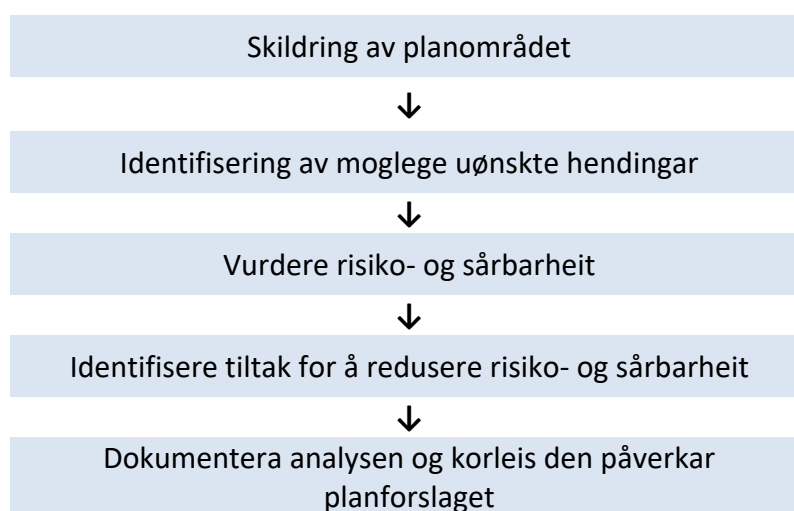 Skildring av planområdet
↓
Identifisering av moglege uønskte hendingar
↓
Vurdere risiko- og sårbarheit
↓
Identifisere tiltak for å redusere risiko- og sårbarheit
↓
Dokumentera analysen og korleis den påverkar
planforslaget